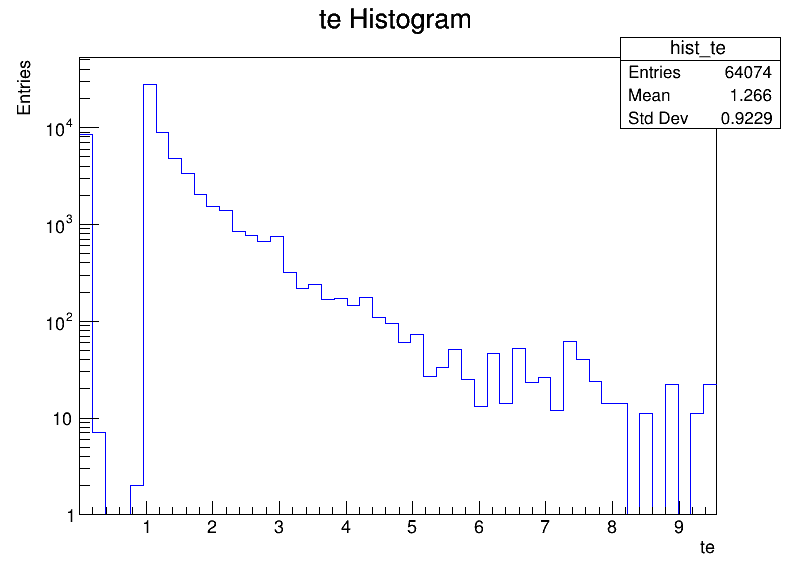 te Histogram
hist_te
Entries 64074
Mean 1.266
Std Dev 0.9229
Entries
10^4
10^3
10^2
10
1
1 2 3 4 5 6 7 8 9
te